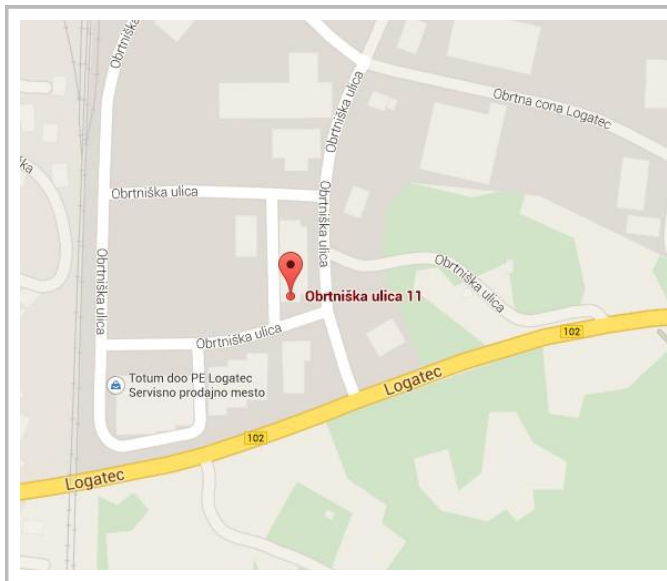 Obrtniška ulica
Obrtniška ulica
Obrtna cona Logatec
ka
Obrtniška ulica
Obrtniška ulica
Obrtniška ulica
Obrtniška ulica
Obrtniška ulica 11
Obrtniška ulica
102
Totum doo PE Logatec
Servisno prodajno mesto
Logatec
102
Logatec